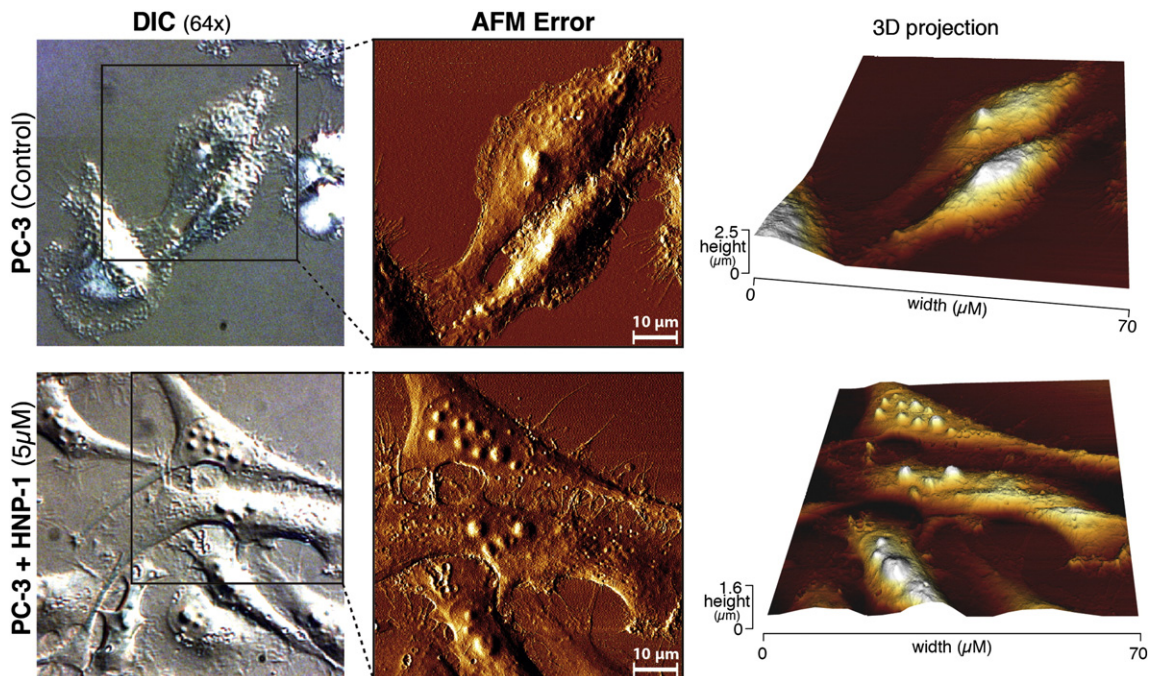 DIC (64x)
AFM Error
3D projection
PC-3 (Control)
10 µm
2.5
height
(µm)
0
0
width (µM)
70
PC-3 + HNP-1 (5µM)
10 µm
1.6
height
(µm)
0
0
width (µM)
70